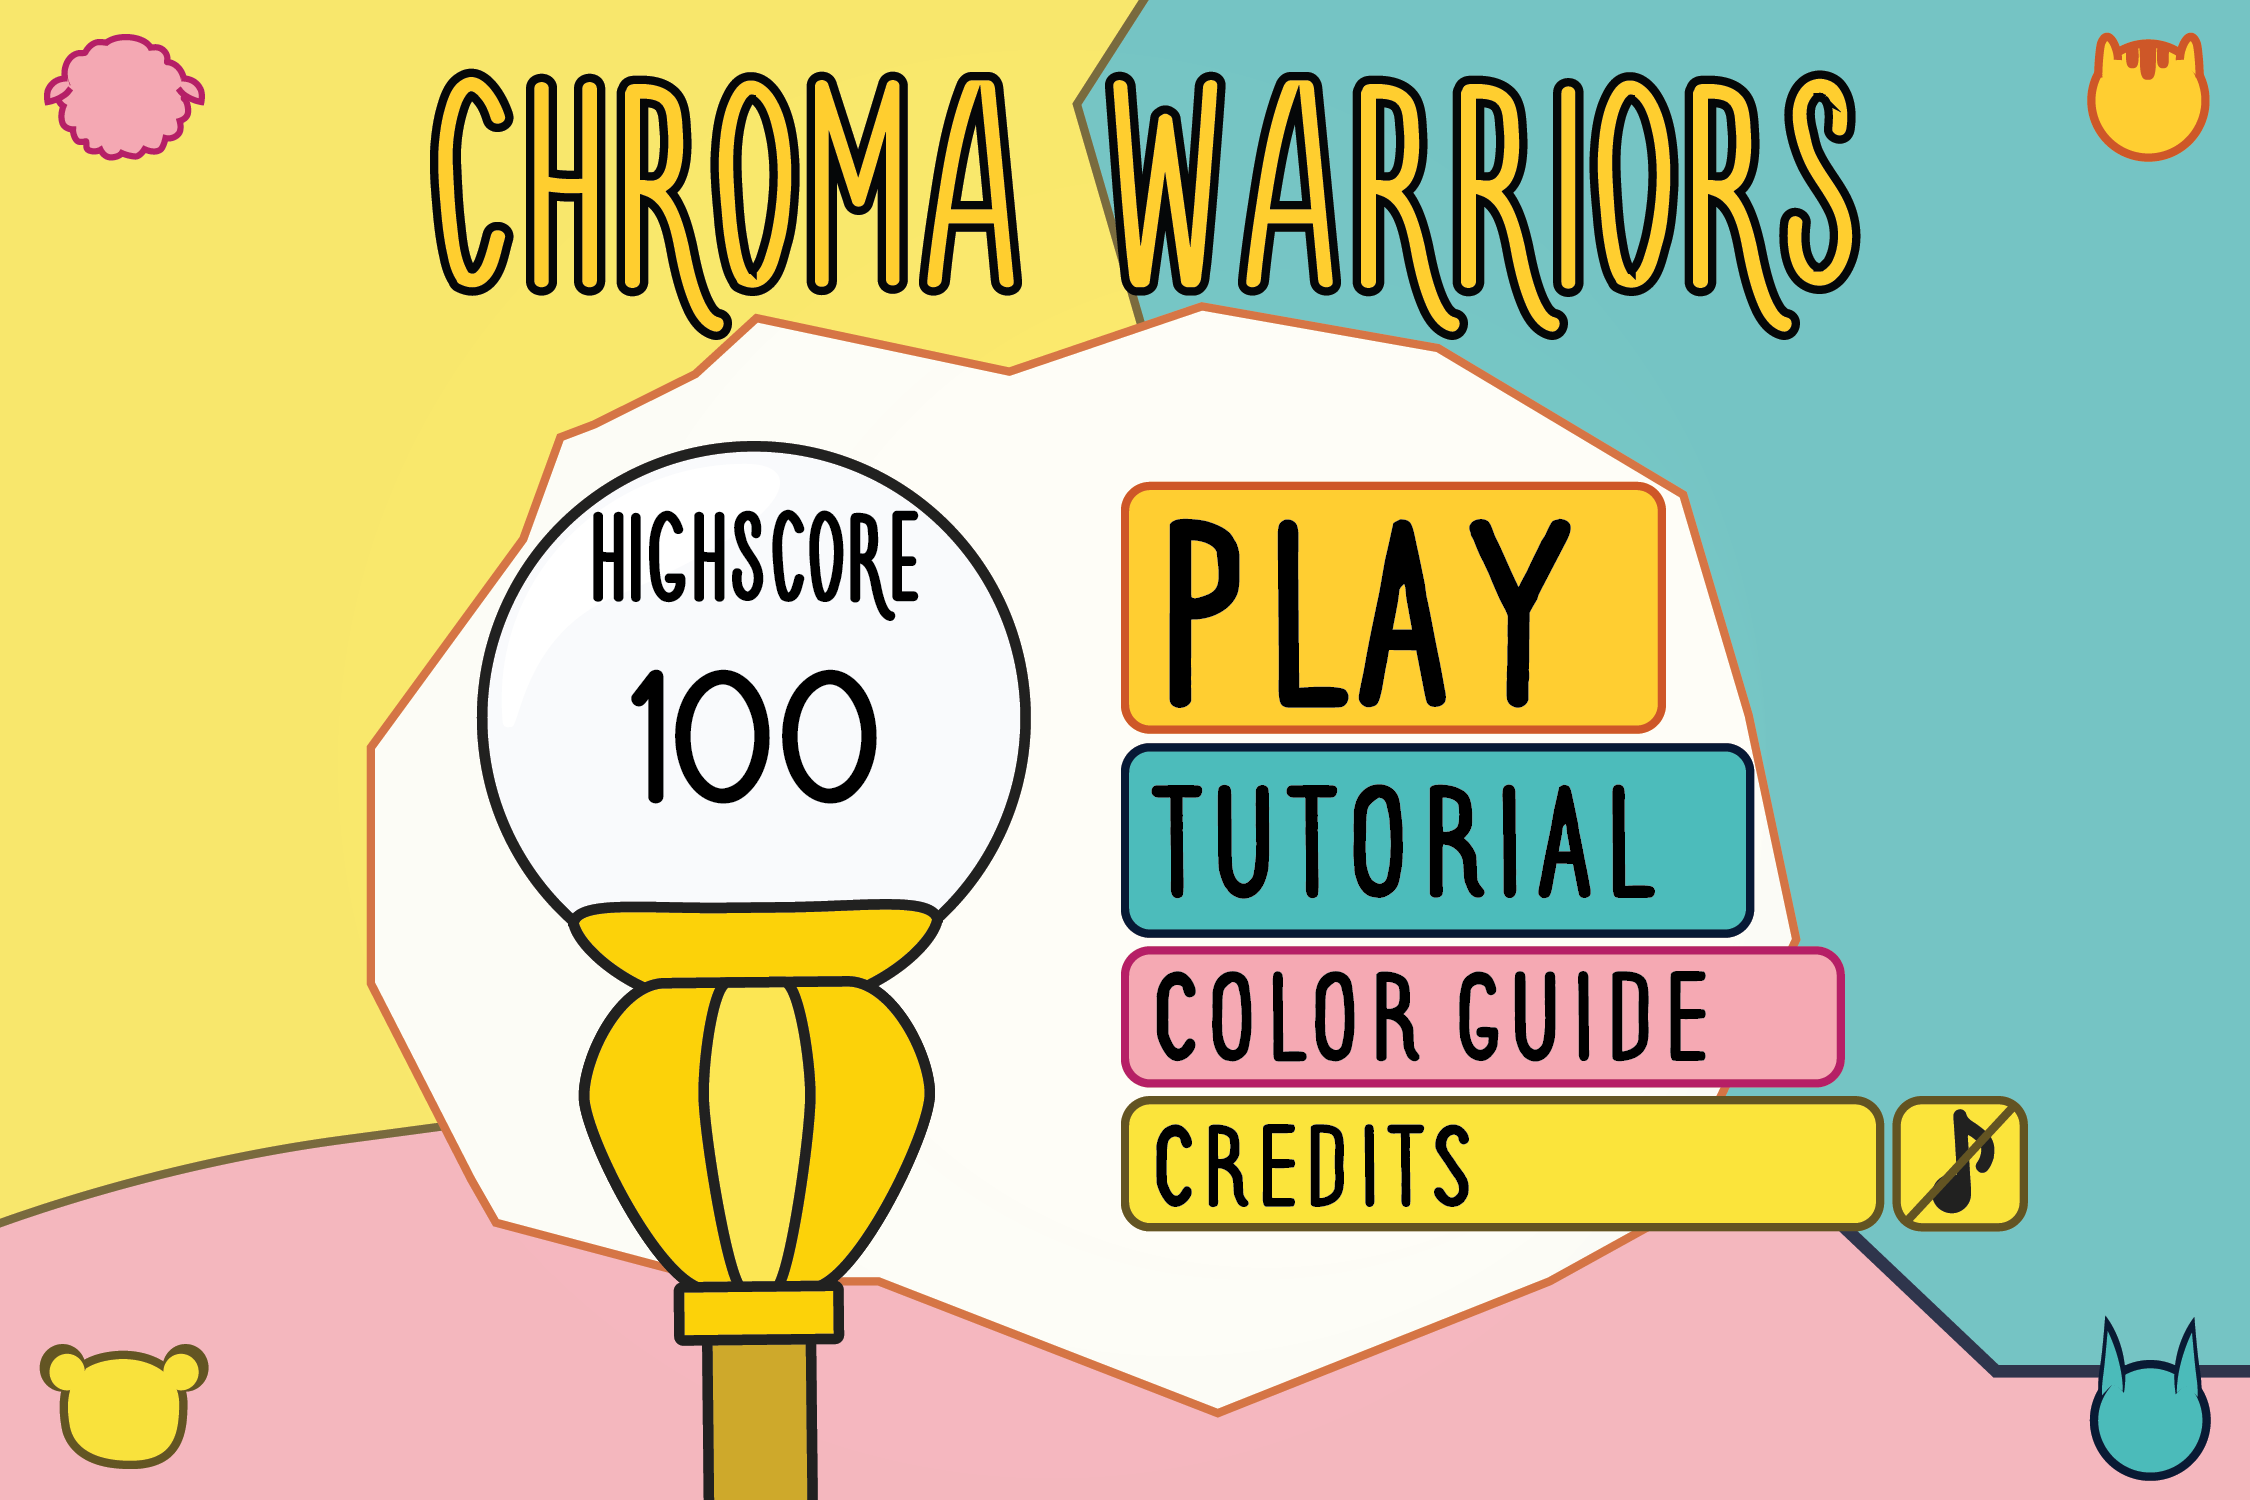 CHROMA WARRIORS
HIGHSCORE
100
PLAY
TUTORIAL
COLOR GUIDE
CREDITS